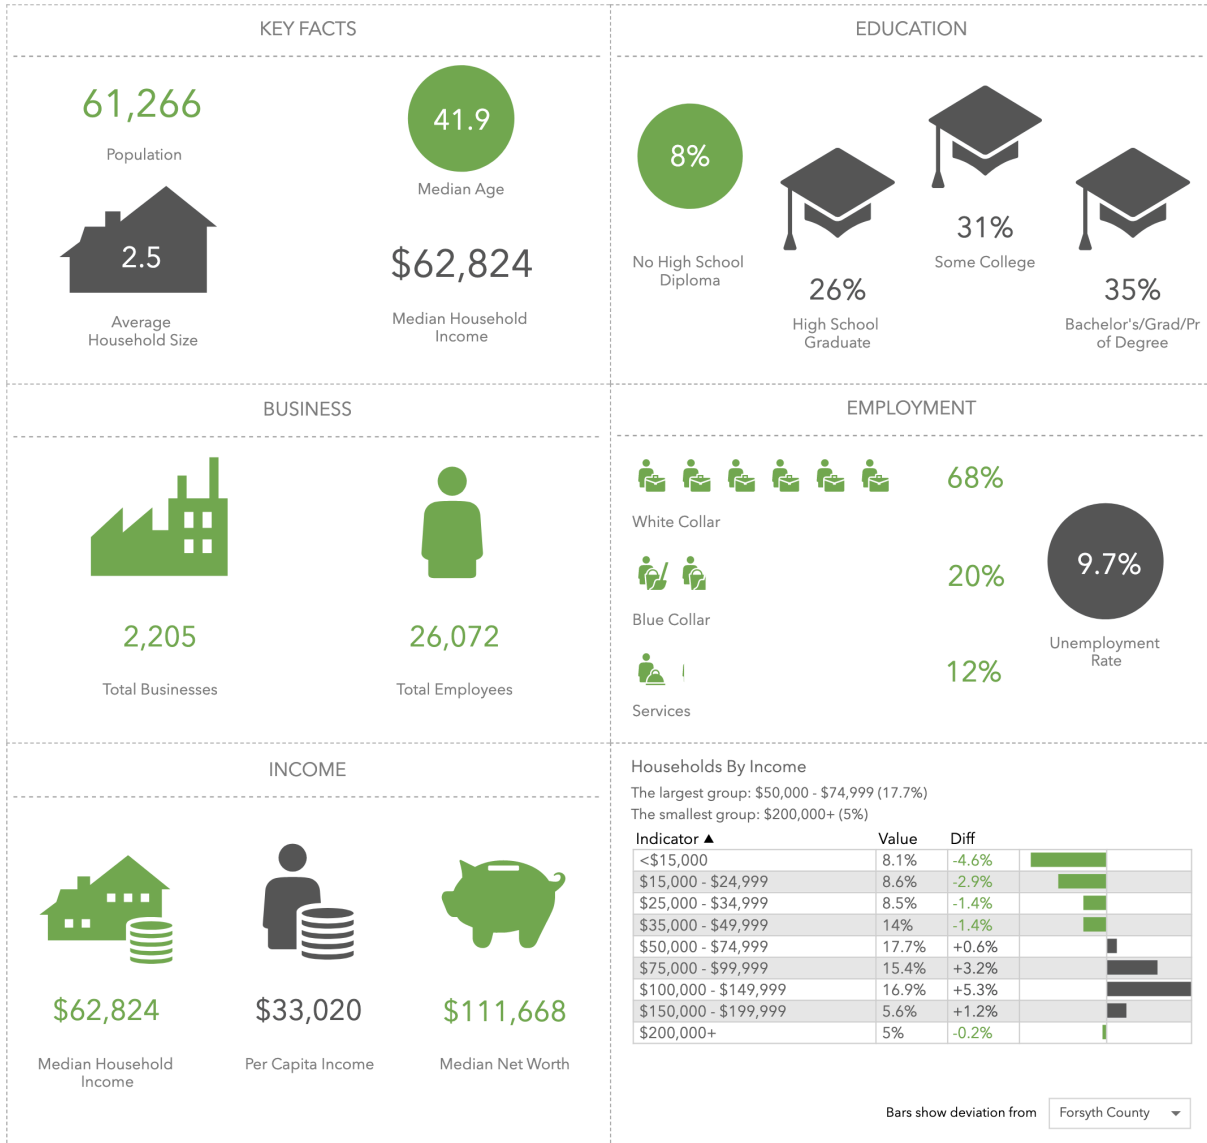 KEY FACTS
61,266
Population
41.9
Median Age
2.5
Average
Household Size
$62,824
Median Household
Income
EDUCATION
8%
No High School
Diploma
26%
High School
Graduate
31%
Some College
35%
Bachelor's/Grad/Pr
of Degree
BUSINESS
2,205
Total Businesses
26,072
Total Employees
EMPLOYMENT
68%
White Collar
20%
Blue Collar
12%
Services
9.7%
Unemployment
Rate
INCOME
$62,824
Median Household
Income
$33,020
Per Capita Income
$111,668
Median Net Worth
Households By Income
The largest group: $50,000 - $74,999 (17.7%)
The smallest group: $200,000+ (5%)
Indicator ▲ Value Diff
<$15,000 8.1% -4.6%
$15,000 - $24,999 8.6% -2.9%
$25,000 - $34,999 8.5% -1.4%
$35,000 - $49,999 14% -1.4%
$50,000 - $74,999 17.7% +0.6%
$75,000 - $99,999 15.4% +3.2%
$100,000 - $149,999 16.9% +5.3%
$150,000 - $199,999 5.6% +1.2%
$200,000+ 5% -0.2%
Bars show deviation from Forsyth County